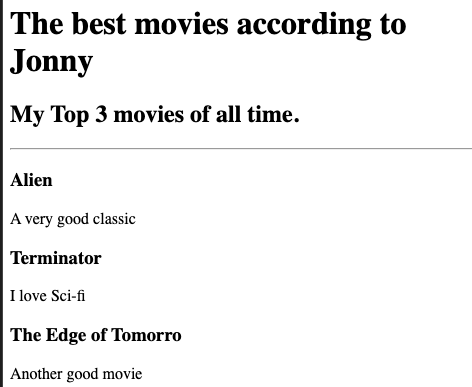 The best movies according to
Jonny
My Top 3 movies of all time.
Alien
A very good classic
Terminator
I love Sci-fi
The Edge of Tomorro
Another good movie